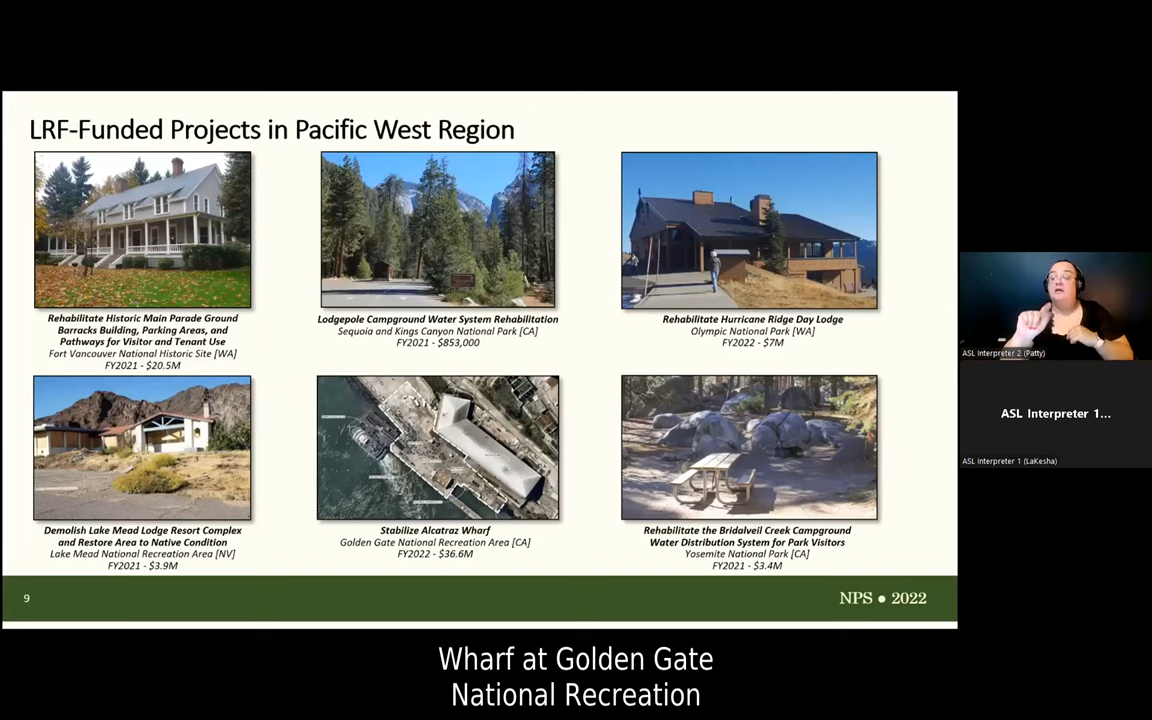 LRF-Funded Projects in Pacific West Region
Rehabilitate Historic Main Parade Ground
Barracks Building, Parking Areas, and
Pathways for Visitor and Tenant Use
Fort Vancouver National Historic Site [WA]
FY2021 - $20.5M
Lodgepole Campground Water System Rehabilitation
Sequoia and Kings Canyon National Park [CA]
FY2021 - $853,000
Rehabilitate Hurricane Ridge Day Lodge
Olympic National Park [WA]
FY2022 - $7M
Demolish Lake Mead Lodge Resort Complex
and Restore Area to Native Condition
Lake Mead National Recreation Area [NV]
FY2021 - $3.9M
Stabilize Alcatraz Wharf
Golden Gate National Recreation Area [CA]
FY2022 - $36.6M
Rehabilitate the Bridalveil Creek Campground
Water Distribution System for Park Visitors
Yosemite National Park [CA]
FY2021 - $3.4M
9
NPS ● 2022
ASL Interpreter 2 (Patty)
ASL Interpreter 1...
ASL Interpreter 1 (LaKesha)
Wharf at Golden Gate
National Recreation